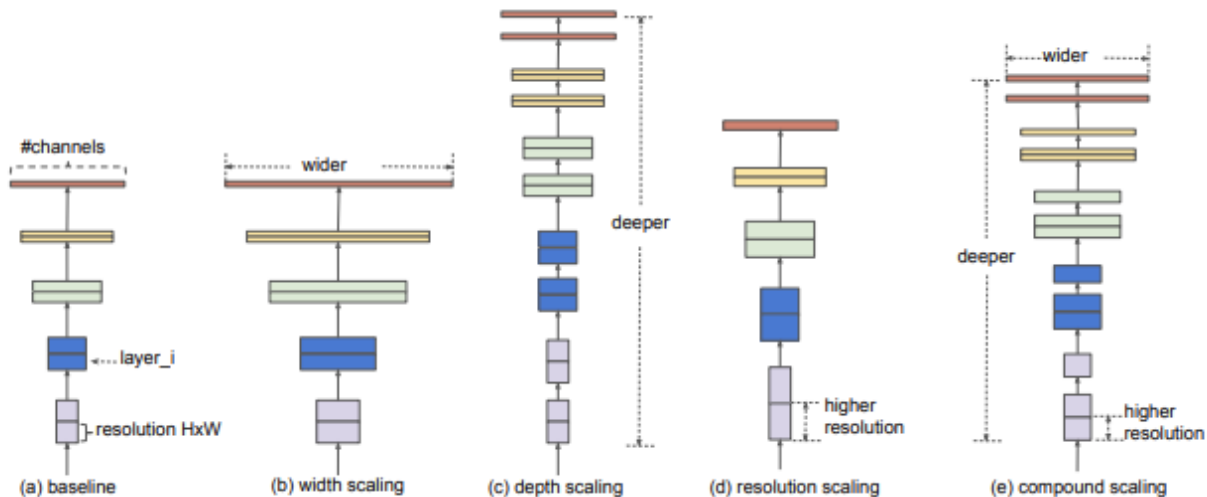 #channels
layer_i
resolution HxW
(a) baseline
wider
(b) width scaling
deeper
(c) depth scaling
higher
resolution
(d) resolution scaling
wider
deeper
higher
resolution
(e) compound scaling